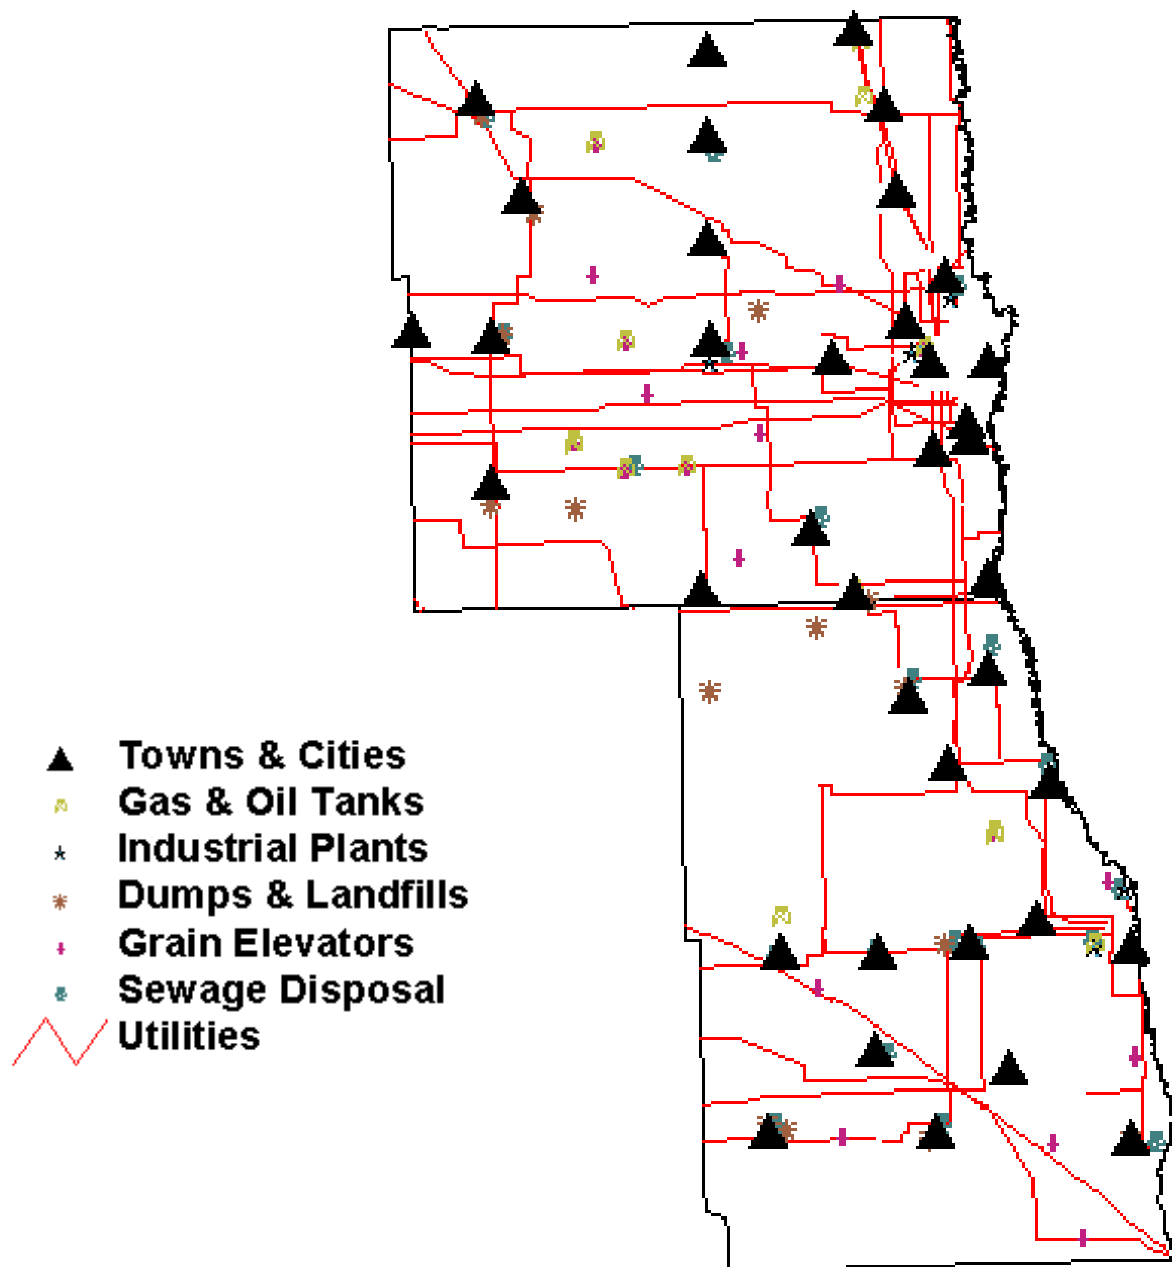 Towns & Cities
Gas & Oil Tanks
Industrial Plants
Dumps & Landfills
Grain Elevators
Sewage Disposal
Utilities